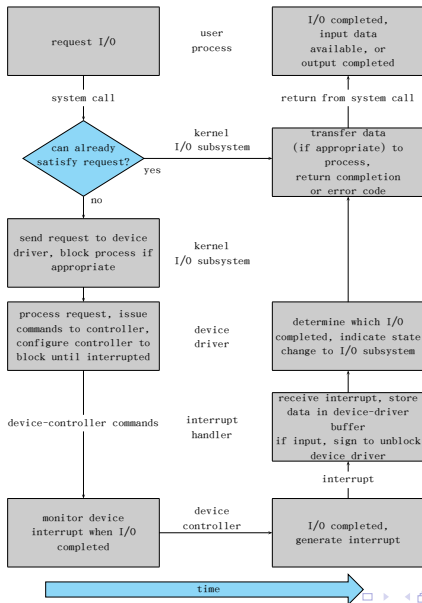 request I/O
user
process
I/O completed,
input data
available, or
output completed
system call
return from system call
can already
satisfy request?
yes
no
kernel
I/O subsystem
transfer data
(if appropriate) to
process,
return conmpletion
or error code
send request to device
driver, block process if
appropriate
kernel
I/O subsystem
process request, issue
commands to controller,
configure controller to
block until interrupted
device
driver
determine which I/O
completed, indicate state
change to I/O subsystem
device-controller commands
interrupt
handler
receive interrupt, store
data in device-driver
buffer
if input, sign to unblock
device driver
interrupt
monitor device
interrupt when I/O
completed
device
controller
I/O completed,
generate interrupt
time